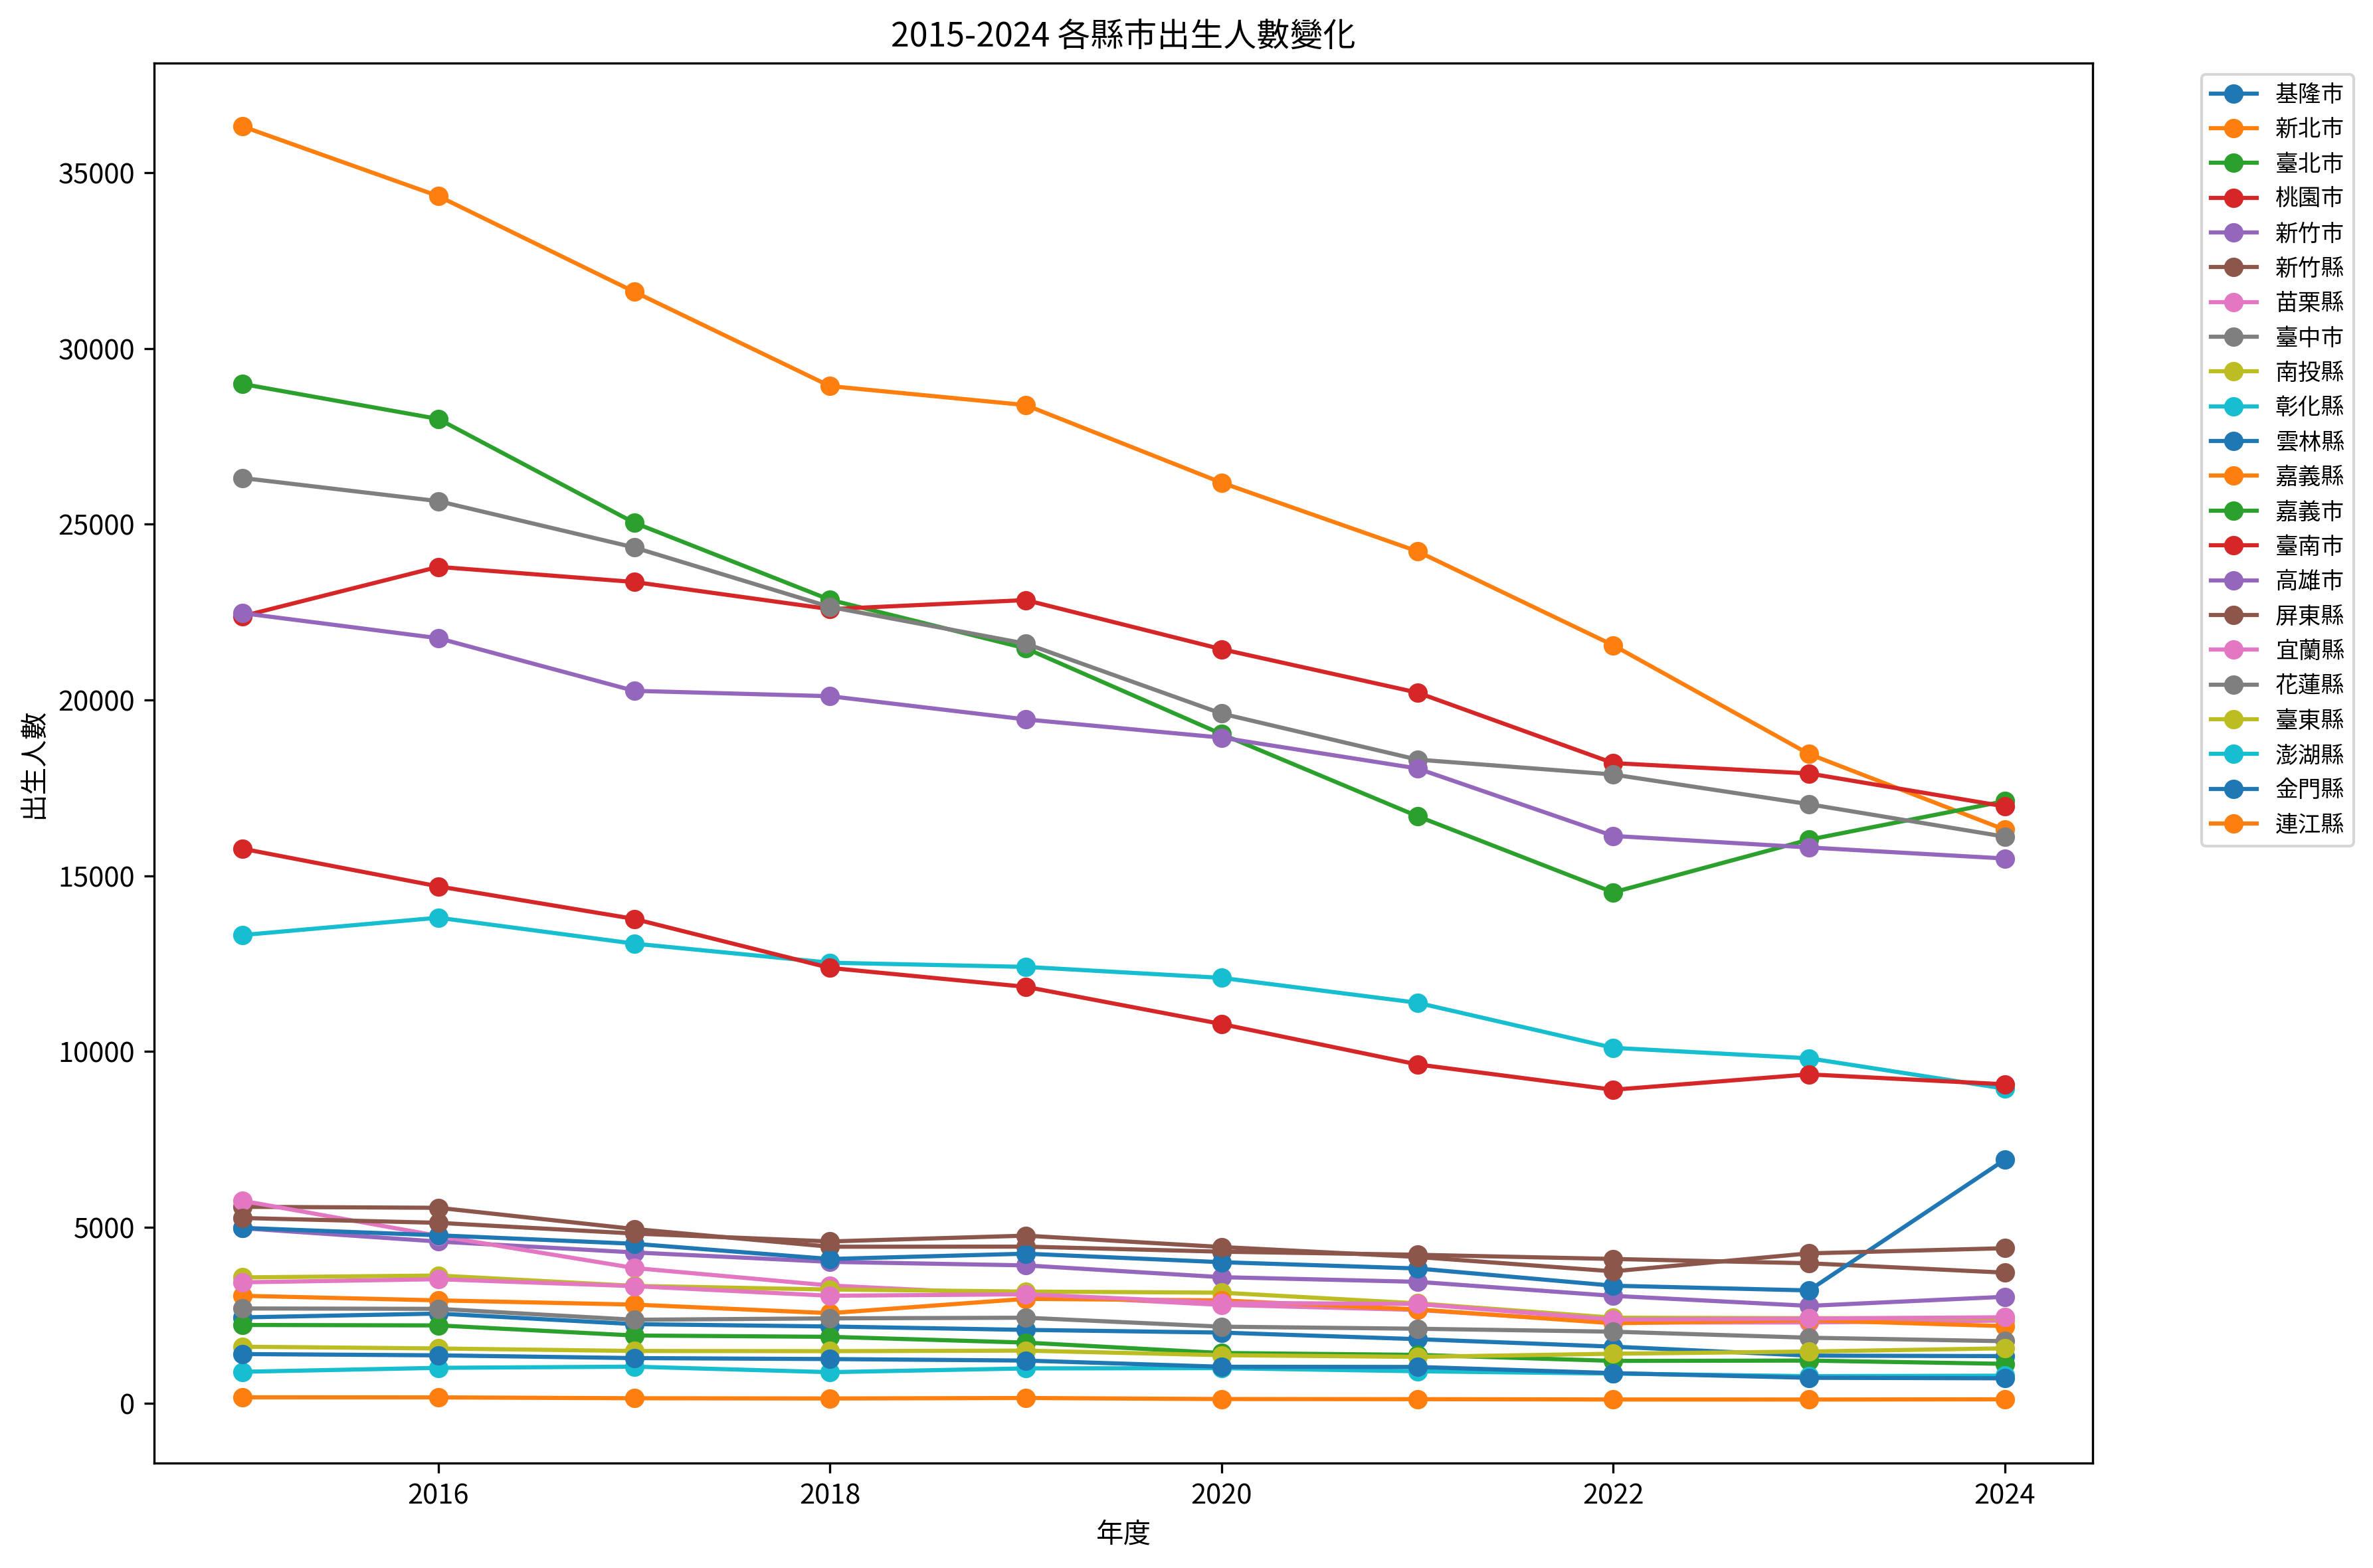 2015-2024 各縣市出生人數變化
出生人數
35000
30000
25000
20000
15000
10000
5000
0
2016
2018
2020
2022
2024
年度
基隆市
新北市
臺北市
桃園市
新竹市
新竹縣
苗栗縣
臺中市
南投縣
彰化縣
雲林縣
嘉義縣
嘉義市
臺南市
高雄市
屏東縣
宜蘭縣
花蓮縣
臺東縣
澎湖縣
金門縣
連江縣